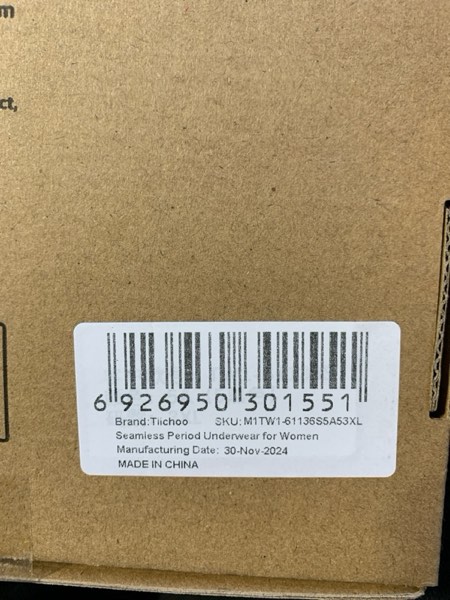 m
ct,
6 926950 301551
Brand:Tiichoo SKU:M1TW1-61136S5A53XL
Seamless Period Underwear for Women
Manufacturing Date: 30-Nov-2024
MADE IN CHINA